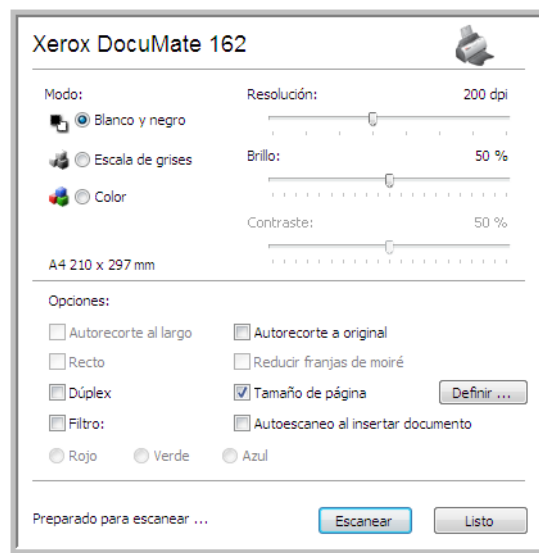 Xerox DocuMate 162
Modo:
Resolución: 200 dpi
Blanco y negro
Escala de grises
Brillo: 50 %
Color
Contraste: 50 %
A4 210 x 297 mm
Opciones:
Autorecorte al largo Autorecorte a original
Recto Reducir franjas de moiré
Dúplex Tamaño de página Definir ...
Filtro: Autoescaneo al insertar documento
Rojo Verde Azul
Preparado para escanear ... Escanear Listo